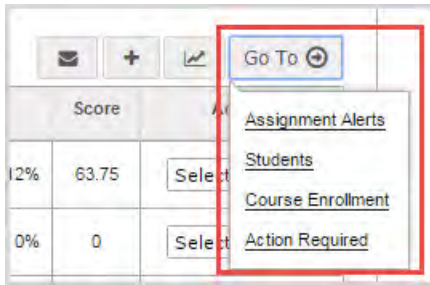 Go To
Score
Assignment Alerts
12% 63.75 Select
Students
Course Enrollment
0% 0 Select
Action Required